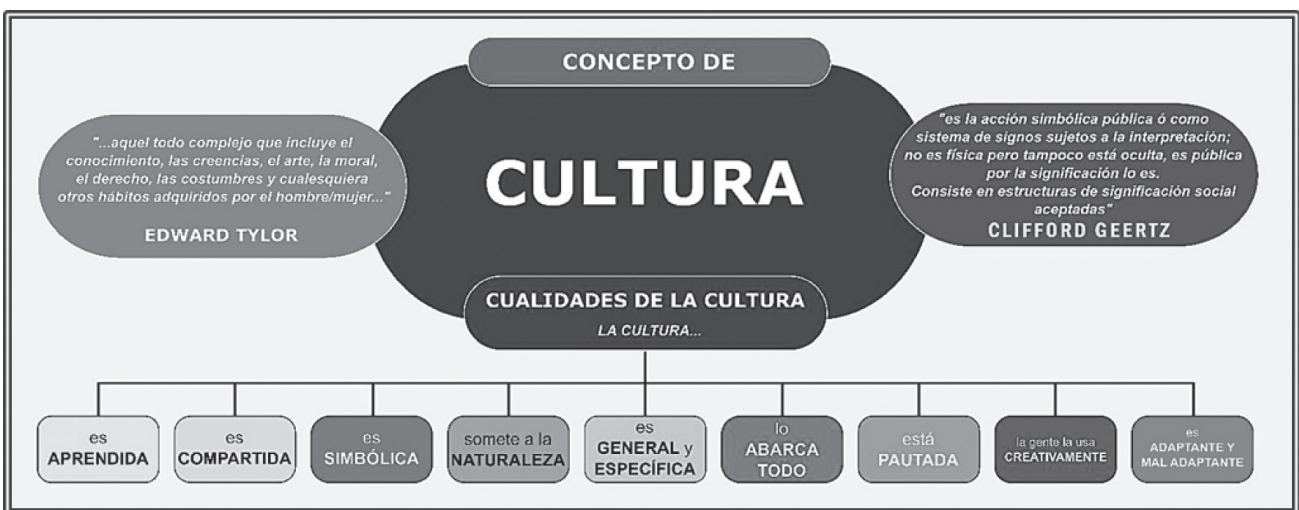 CONCEPTO DE
CULTURA
"...aquel todo complejo que incluye el
conocimiento, las creencias, el arte, la moral,
el derecho, las costumbres y cualesquiera
otros hábitos adquiridos por el hombre/mujer..."
EDWARD TYLOR
"es la acción simbólica pública ó como
sistema de signos sujetos a la interpretación;
no es física pero tampoco está oculta, es pública
por la significación lo es.
Consiste en estructuras de significación social
aceptadas"
CLIFFORD GEERTZ
CUALIDADES DE LA CULTURA
LA CULTURA...
es
APRENDIDA
es
COMPARTIDA
es
SIMBÓLICA
somete a la
NATURALEZA
es
GENERAL y
ESPECÍFICA
lo
ABARCA
TODO
está
PAUTADA
la gente la usa
CREATIVAMENTE
es
ADAPTANTE Y
MAL ADAPTANTE